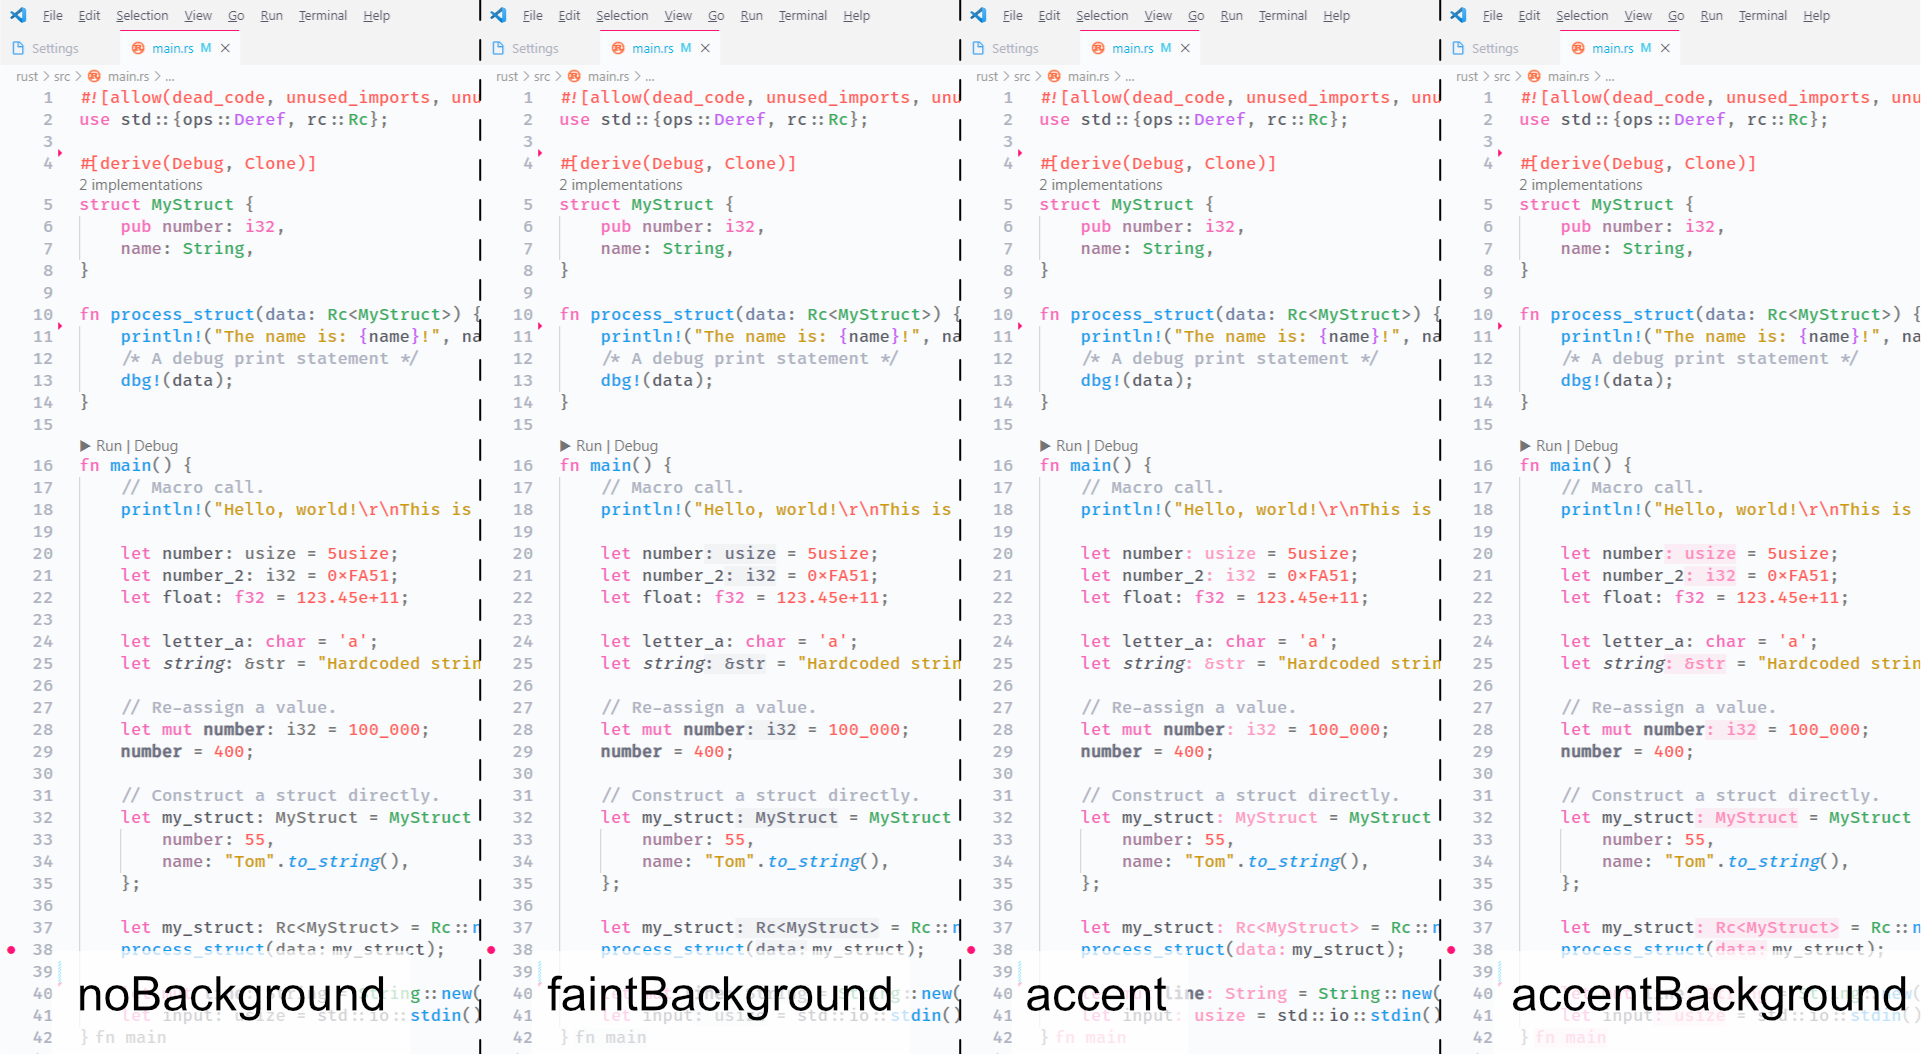 File Edit Selection View Go Run Terminal Help
Settings main.rs M
rust > src > main.rs > ...
1 #![allow(dead_code, unused_imports, unu
2 use std::{ops::Deref, rc::Rc};
3
4 #[derive(Debug, Clone)]
2 implementations
5 struct MyStruct {
6 pub number: i32,
7 name: String,
8 }
9
10 fn process_struct(data: Rc<MyStruct>) {
11 println!("The name is: {name}!", na
12 /* A debug print statement */
13 dbg!(data);
14 }
15
Run | Debug
16 fn main() {
17 // Macro call.
18 println!("Hello, world!\r\nThis is
19
20 let number: usize = 5usize;
21 let number_2: i32 = 0xFA51;
22 let float: f32 = 123.45e+11;
23
24 let letter_a: char = 'a';
25 let string: &str = "Hardcoded strin
26
27 // Re-assign a value.
28 let mut number: i32 = 100_000;
29 number = 400;
30
31 // Construct a struct directly.
32 let my_struct: MyStruct = MyStruct
33 number: 55,
34 name: "Tom".to_string(),
35 };
36
37 let my_struct: Rc<MyStruct> = Rc::n
38 process_struct(data: my_struct);
39
40 String::new(
41 let input: usize = std::io::stdin()
42 } fn main
noBackground
File Edit Selection View Go Run Terminal Help
Settings main.rs M
rust > src > main.rs > ...
1 #![allow(dead_code, unused_imports, unu
2 use std::{ops::Deref, rc::Rc};
3
4 #[derive(Debug, Clone)]
2 implementations
5 struct MyStruct {
6 pub number: i32,
7 name: String,
8 }
9
10 fn process_struct(data: Rc<MyStruct>) {
11 println!("The name is: {name}!", na
12 /* A debug print statement */
13 dbg!(data);
14 }
15
Run | Debug
16 fn main() {
17 // Macro call.
18 println!("Hello, world!\r\nThis is
19
20 let number: usize = 5usize;
21 let number_2: i32 = 0xFA51;
22 let float: f32 = 123.45e+11;
23
24 let letter_a: char = 'a';
25 let string: &str = "Hardcoded strin
26
27 // Re-assign a value.
28 let mut number: i32 = 100_000;
29 number = 400;
30
31 // Construct a struct directly.
32 let my_struct: MyStruct = MyStruct
33 number: 55,
34 name: "Tom".to_string(),
35 };
36
37 let my_struct: Rc<MyStruct> = Rc::n
38 process_struct(data: my_struct);
39
40 String::new(
41 let input: usize = std::io::stdin()
42 } fn main
faintBackground
File Edit Selection View Go Run Terminal Help
Settings main.rs M
rust > src > main.rs > ...
1 #![allow(dead_code, unused_imports, unu
2 use std::{ops::Deref, rc::Rc};
3
4 #[derive(Debug, Clone)]
2 implementations
5 struct MyStruct {
6 pub number: i32,
7 name: String,
8 }
9
10 fn process_struct(data: Rc<MyStruct>) {
11 println!("The name is: {name}!", na
12 /* A debug print statement */
13 dbg!(data);
14 }
15
Run | Debug
16 fn main() {
17 // Macro call.
18 println!("Hello, world!\r\nThis is
19
20 let number: usize = 5usize;
21 let number_2: i32 = 0xFA51;
22 let float: f32 = 123.45e+11;
23
24 let letter_a: char = 'a';
25 let string: &str = "Hardcoded strin
26
27 // Re-assign a value.
28 let mut number: i32 = 100_000;
29 number = 400;
30
31 // Construct a struct directly.
32 let my_struct: MyStruct = MyStruct
33 number: 55,
34 name: "Tom".to_string(),
35 };
36
37 let my_struct: Rc<MyStruct> = Rc::n
38 process_struct(data: my_struct);
39
40 line: String = String::new(
41 let input: usize = std::io::stdin()
42 } fn main
accent
File Edit Selection View Go Run Terminal Help
Settings main.rs M
rust > src > main.rs > ...
1 #![allow(dead_code, unused_imports, unu
2 use std::{ops::Deref, rc::Rc};
3
4 #[derive(Debug, Clone)]
2 implementations
5 struct MyStruct {
6 pub number: i32,
7 name: String,
8 }
9
10 fn process_struct(data: Rc<MyStruct>) {
11 println!("The name is: {name}!", na
12 /* A debug print statement */
13 dbg!(data);
14 }
15
Run | Debug
16 fn main() {
17 // Macro call.
18 println!("Hello, world!\r\nThis is
19
20 let number: usize = 5usize;
21 let number_2: i32 = 0xFA51;
22 let float: f32 = 123.45e+11;
23
24 let letter_a: char = 'a';
25 let string: &str = "Hardcoded strin
26
27 // Re-assign a value.
28 let mut number: i32 = 100_000;
29 number = 400;
30
31 // Construct a struct directly.
32 let my_struct: MyStruct = MyStruct
33 number: 55,
34 name: "Tom".to_string(),
35 };
36
37 let my_struct: Rc<MyStruct> = Rc::n
38 process_struct(data: my_struct);
39
40
41 let input: usize = std::io::stdin()
42 } fn main
accentBackground